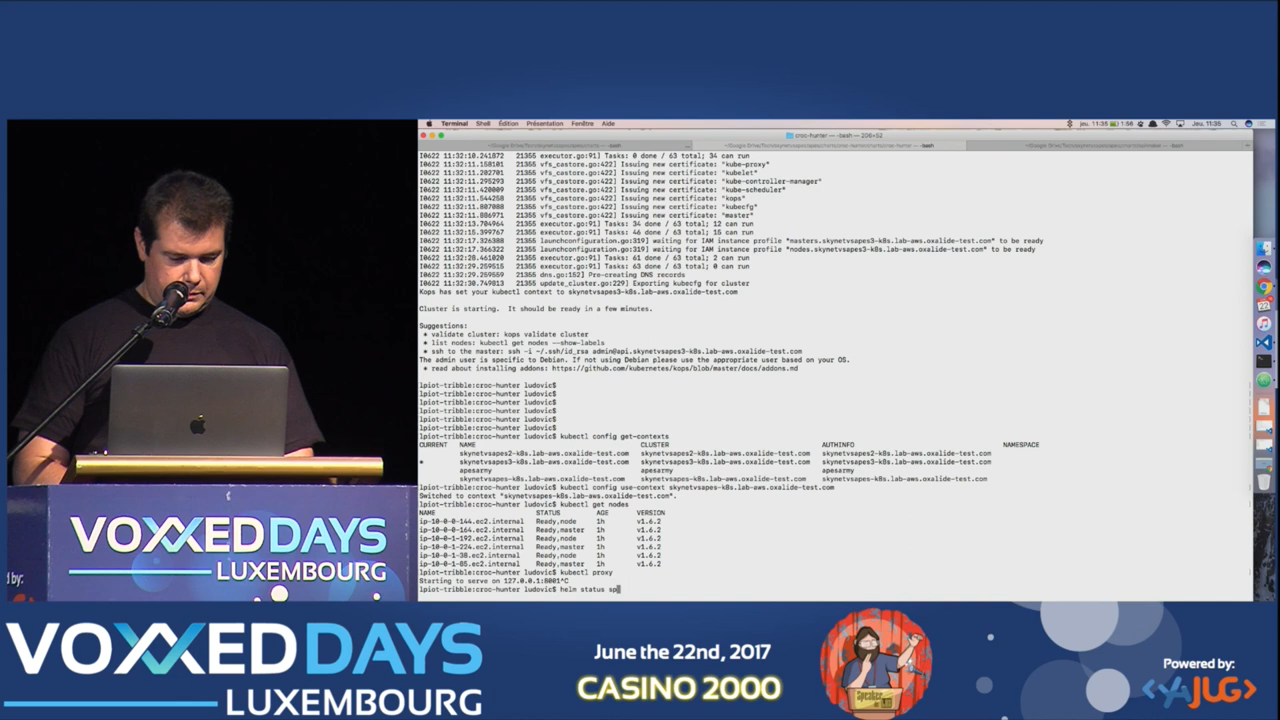 Terminal Shell Édition Présentation Fenêtre Aide
jeu. 11:35 1:56 Jeu. 11:35
croc-hunter — -bash — 206×52
I0622 11:32:10.241872 21355 executor.go:91] Tasks: 0 done / 63 total; 34 can run
I0622 11:32:11.158101 21355 vfs_castore.go:422] Issuing new certificate: "kube-proxy"
I0622 11:32:11.202701 21355 vfs_castore.go:422] Issuing new certificate: "kubelet"
I0622 11:32:11.295293 21355 vfs_castore.go:422] Issuing new certificate: "kube-controller-manager"
I0622 11:32:11.420009 21355 vfs_castore.go:422] Issuing new certificate: "kube-scheduler"
I0622 11:32:11.544258 21355 vfs_castore.go:422] Issuing new certificate: "kops"
I0622 11:32:11.807088 21355 vfs_castore.go:422] Issuing new certificate: "kubecfg"
I0622 11:32:11.886971 21355 vfs_castore.go:422] Issuing new certificate: "master"
I0622 11:32:13.704964 21355 executor.go:91] Tasks: 34 done / 63 total; 12 can run
I0622 11:32:15.399767 21355 executor.go:91] Tasks: 46 done / 63 total; 15 can run
I0622 11:32:17.326388 21355 launchconfiguration.go:319] waiting for IAM instance profile "masters.skynetvsapes3-k8s.lab-aws.oxalide-test.com" to be ready
I0622 11:32:17.366322 21355 launchconfiguration.go:319] waiting for IAM instance profile "nodes.skynetvsapes3-k8s.lab-aws.oxalide-test.com" to be ready
I0622 11:32:28.461020 21355 executor.go:91] Tasks: 61 done / 63 total; 2 can run
I0622 11:32:29.259515 21355 executor.go:91] Tasks: 63 done / 63 total; 0 can run
I0622 11:32:29.259559 21355 dns.go:152] Pre-creating DNS records
I0622 11:32:30.749813 21355 update_cluster.go:229] Exporting kubecfg for cluster
Kops has set your kubectl context to skynetvsapes3-k8s.lab-aws.oxalide-test.com
Cluster is starting. It should be ready in a few minutes.
Suggestions:
* validate cluster: kops validate cluster
* list nodes: kubectl get nodes --show-labels
* ssh to the master: ssh -i ~/.ssh/id_rsa admin@api.skynetvsapes3-k8s.lab-aws.oxalide-test.com
The admin user is specific to Debian. If not using Debian please use the appropriate user based on your OS.
* read about installing addons: https://github.com/kubernetes/kops/blob/master/docs/addons.md
lpiot-tribble:croc-hunter ludovic$
lpiot-tribble:croc-hunter ludovic$
lpiot-tribble:croc-hunter ludovic$
lpiot-tribble:croc-hunter ludovic$
lpiot-tribble:croc-hunter ludovic$
lpiot-tribble:croc-hunter ludovic$
lpiot-tribble:croc-hunter ludovic$ kubectl config get-contexts
CURRENT NAME CLUSTER AUTHINFO NAMESPACE
skynetvsapes2-k8s.lab-aws.oxalide-test.com skynetvsapes2-k8s.lab-aws.oxalide-test.com skynetvsapes2-k8s.lab-aws.oxalide-test.com
* skynetvsapes3-k8s.lab-aws.oxalide-test.com skynetvsapes3-k8s.lab-aws.oxalide-test.com skynetvsapes3-k8s.lab-aws.oxalide-test.com
apesarmy apesarmy apesarmy
skynetvsapes-k8s.lab-aws.oxalide-test.com skynetvsapes-k8s.lab-aws.oxalide-test.com skynetvsapes-k8s.lab-aws.oxalide-test.com
lpiot-tribble:croc-hunter ludovic$ kubectl config use-context skynetvsapes-k8s.lab-aws.oxalide-test.com
Switched to context "skynetvsapes-k8s.lab-aws.oxalide-test.com".
lpiot-tribble:croc-hunter ludovic$ kubectl get nodes
NAME STATUS AGE VERSION
ip-10-0-0-144.ec2.internal Ready,node 1h v1.6.2
ip-10-0-0-164.ec2.internal Ready,master 1h v1.6.2
ip-10-0-1-192.ec2.internal Ready,node 1h v1.6.2
ip-10-0-1-224.ec2.internal Ready,master 1h v1.6.2
ip-10-0-1-38.ec2.internal Ready,node 1h v1.6.2
ip-10-0-1-85.ec2.internal Ready,master 1h v1.6.2
lpiot-tribble:croc-hunter ludovic$ kubectl proxy
Starting to serve on 127.0.0.1:8001^C
lpiot-tribble:croc-hunter ludovic$ helm status sp
VOXXED DAYS
LUXEMBOURG
d by:
VOXXED DAYS
LUXEMBOURG
June the 22nd, 2017
CASINO 2000
Speaker
Powered by:
YAJUG